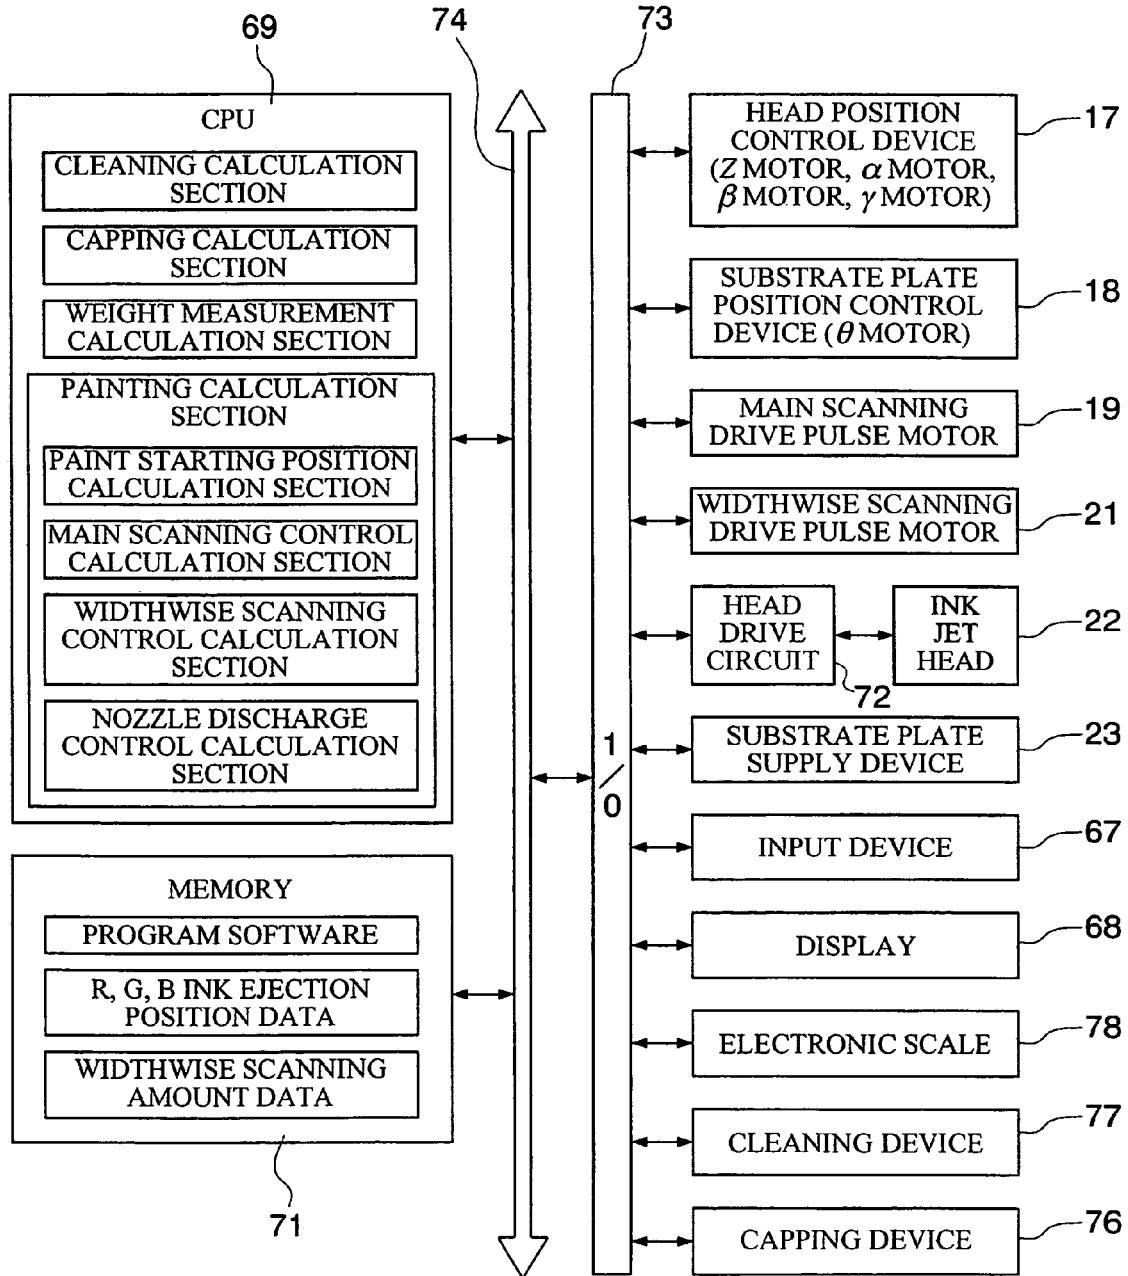 69
74
73
CPU
CLEANING CALCULATION
SECTION
CAPPING CALCULATION
SECTION
WEIGHT MEASUREMENT
CALCULATION SECTION
PAINTING CALCULATION
SECTION
PAINT STARTING POSITION
CALCULATION SECTION
MAIN SCANNING CONTROL
CALCULATION SECTION
WIDTHWISE SCANNING
CONTROL CALCULATION
SECTION
NOZZLE DISCHARGE
CONTROL CALCULATION
SECTION
MEMORY
PROGRAM SOFTWARE
R, G, B INK EJECTION
POSITION DATA
WIDTHWISE SCANNING
AMOUNT DATA
71
1/0
HEAD POSITION
CONTROL DEVICE
(Z MOTOR, α MOTOR,
β MOTOR, γ MOTOR)
17
SUBSTRATE PLATE
POSITION CONTROL
DEVICE (θ MOTOR)
18
MAIN SCANNING
DRIVE PULSE MOTOR
19
WIDTHWISE SCANNING
DRIVE PULSE MOTOR
21
HEAD
DRIVE
CIRCUIT
72
INK
JET
HEAD
22
SUBSTRATE PLATE
SUPPLY DEVICE
23
INPUT DEVICE
67
DISPLAY
68
ELECTRONIC SCALE
78
CLEANING DEVICE
77
CAPPING DEVICE
76